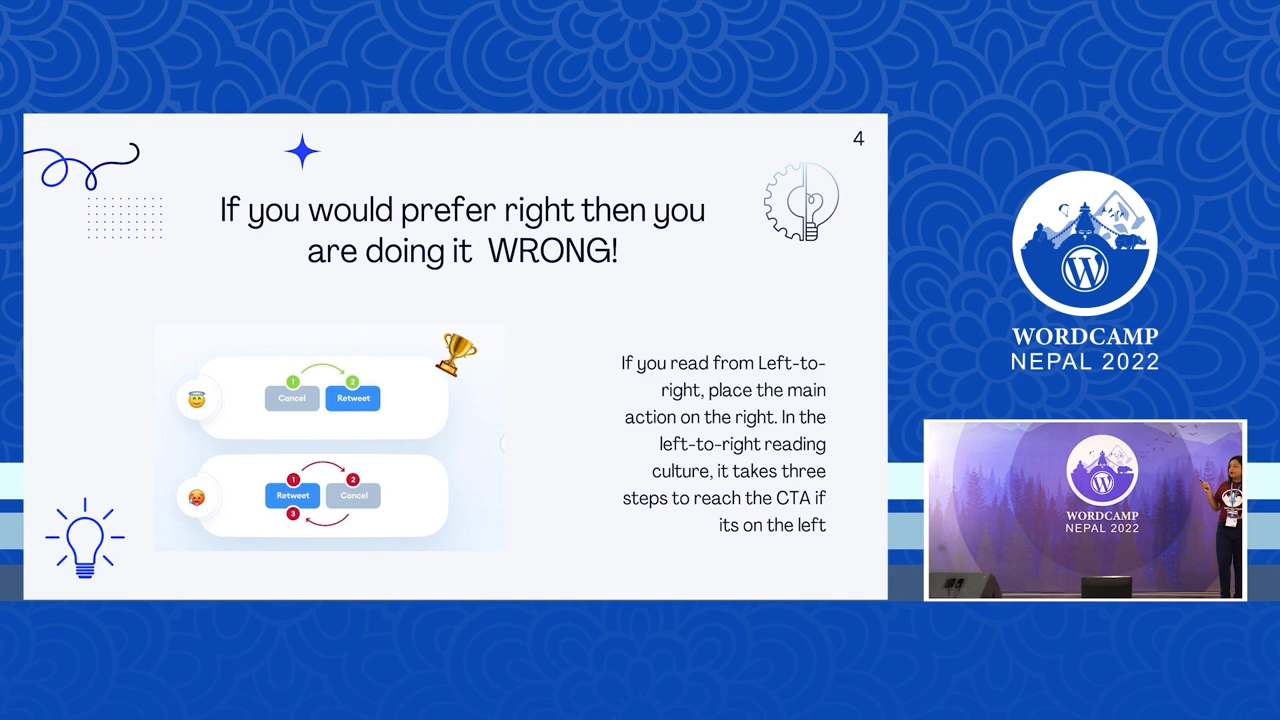 4
If you would prefer right then you
are doing it WRONG!
1
2
Cancel
Retweet
1
2
Retweet
Cancel
3
If you read from Left-to-
right, place the main
action on the right. In the
left-to-right reading
culture, it takes three
steps to reach the CTA if
its on the left
WORDCAMP
NEPAL 2022
WORDCAMP
NEPAL 2022